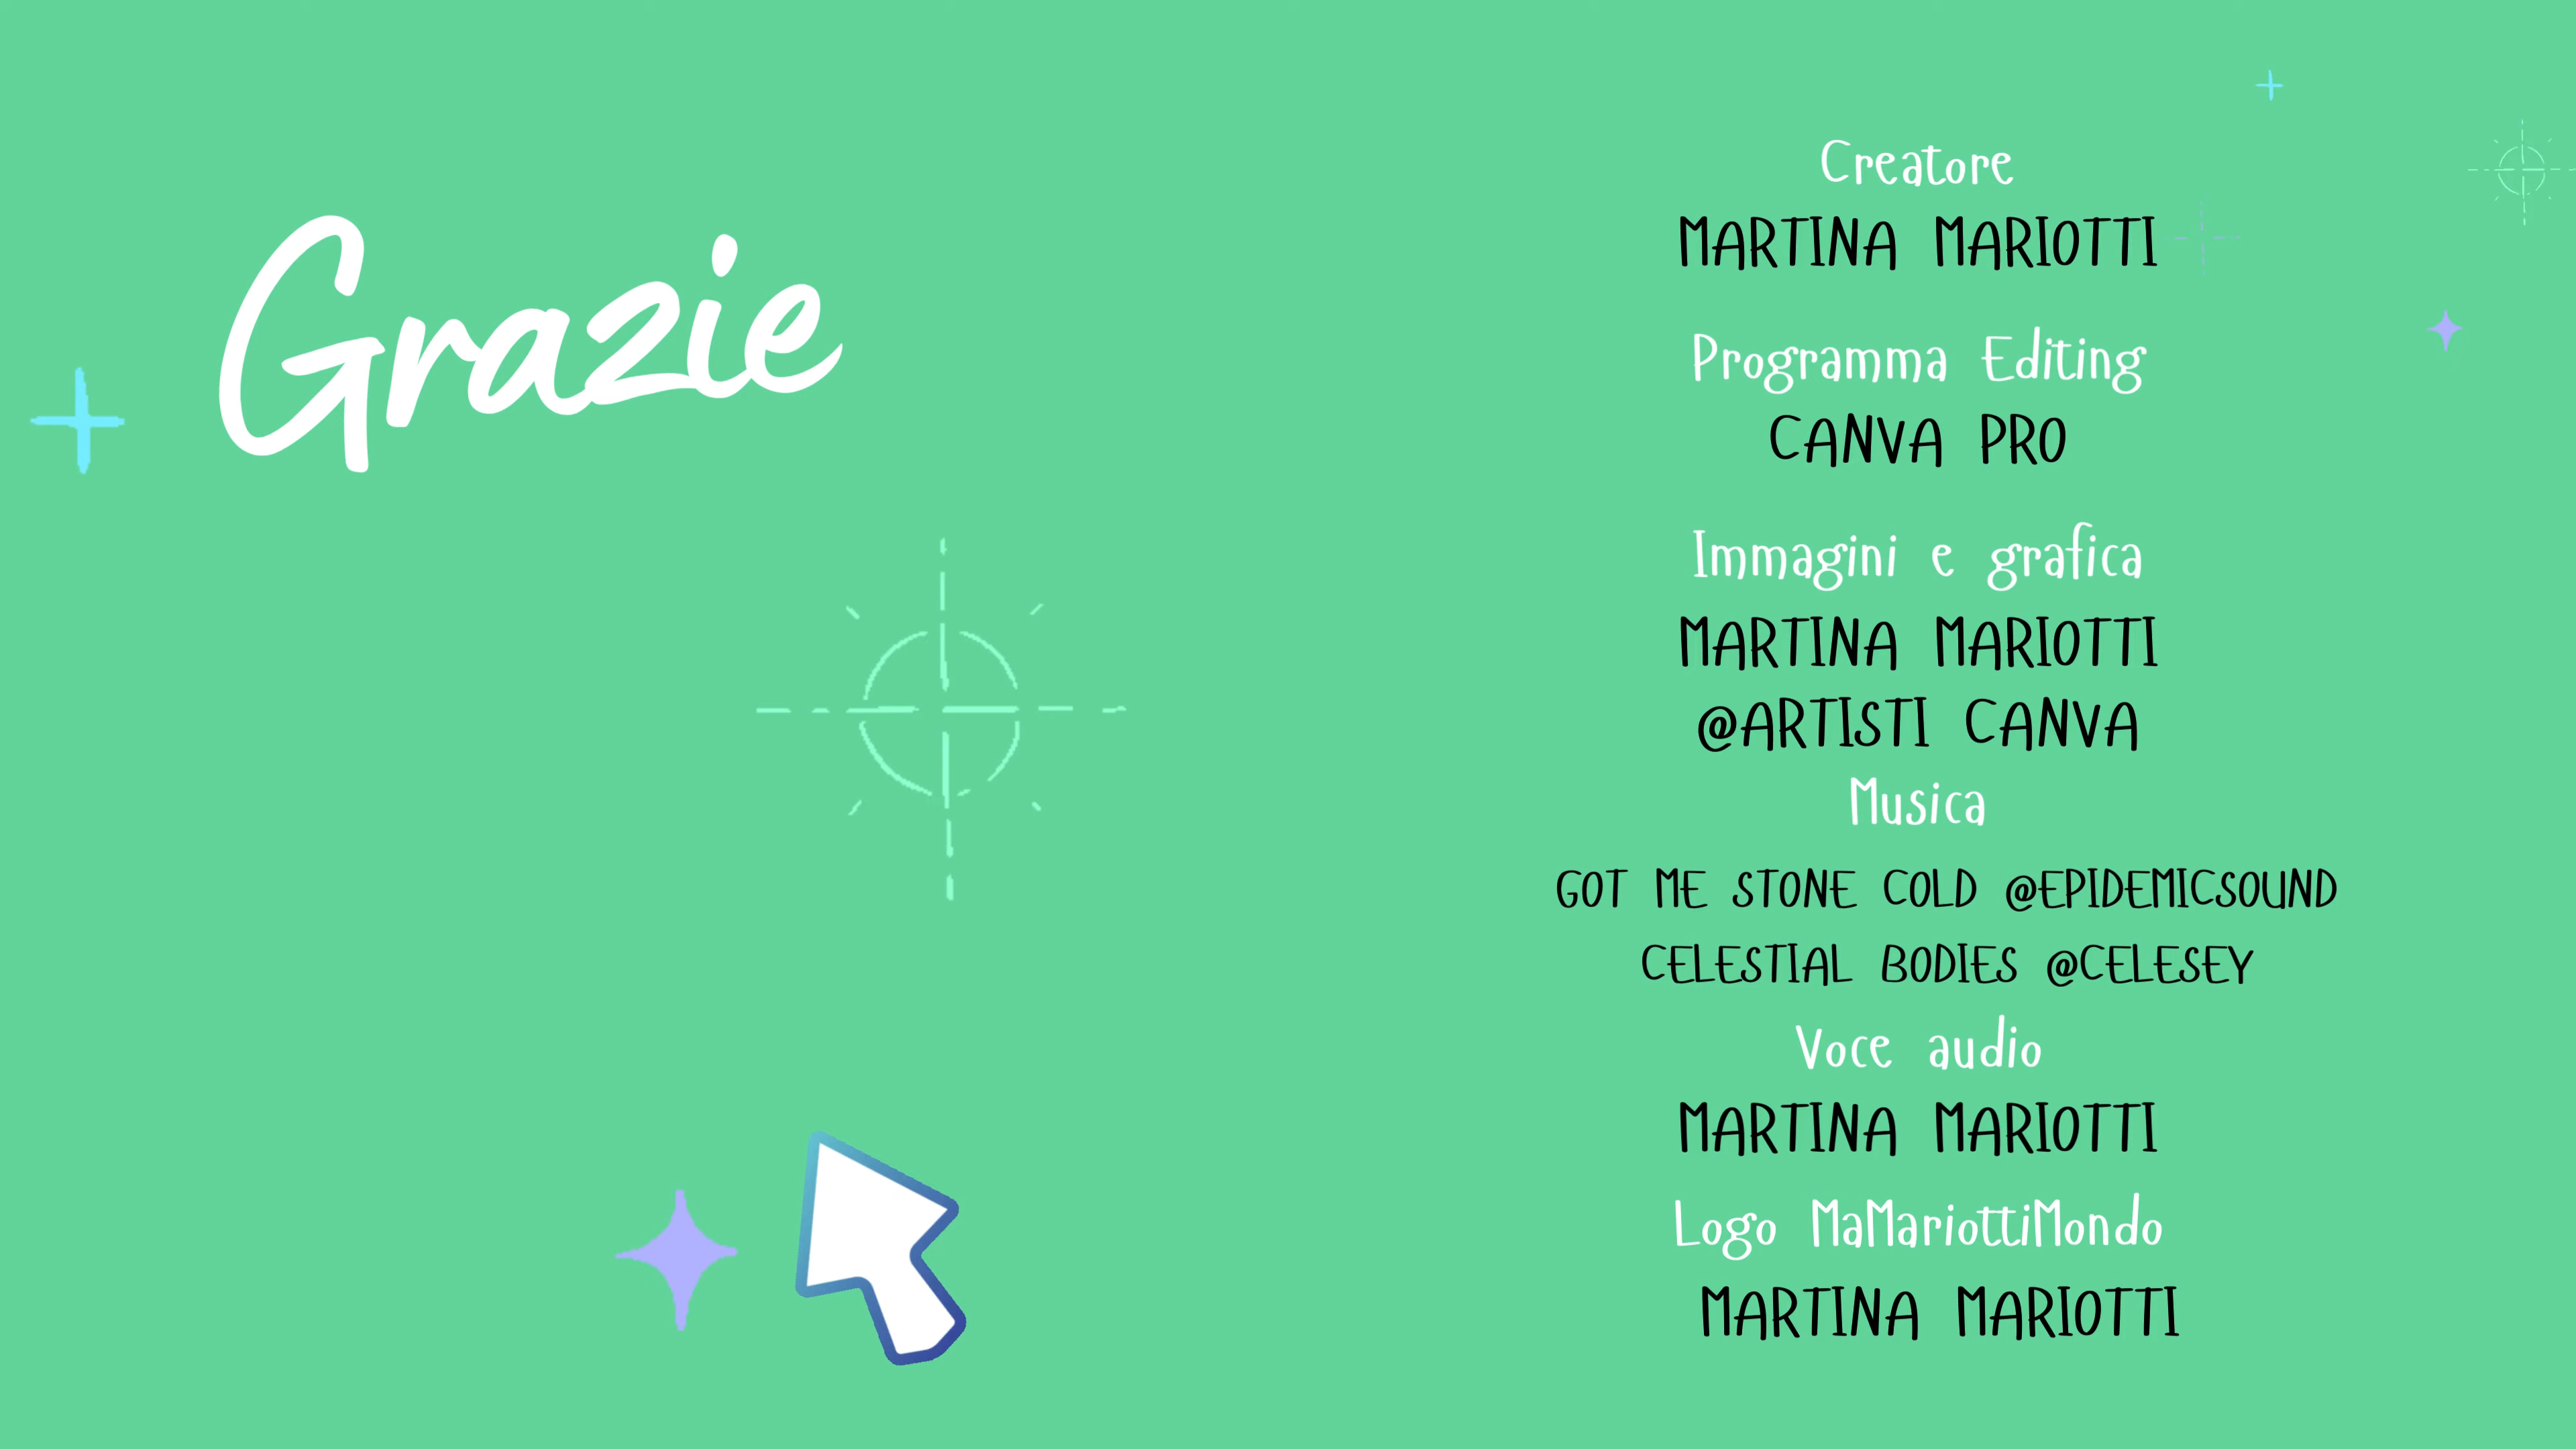 Grazie
Creatore
MARTINA MARIOTTI
Programma Editing
CANVA PRO
Immagini e grafica
MARTINA MARIOTTI
@ARTISTI CANVA
Musica
GOT ME STONE COLD @EPIDEMICSOUND
CELESTIAL BODIES @CELESEY
Voce audio
MARTINA MARIOTTI
Logo MaMariottiMondo
MARTINA MARIOTTI